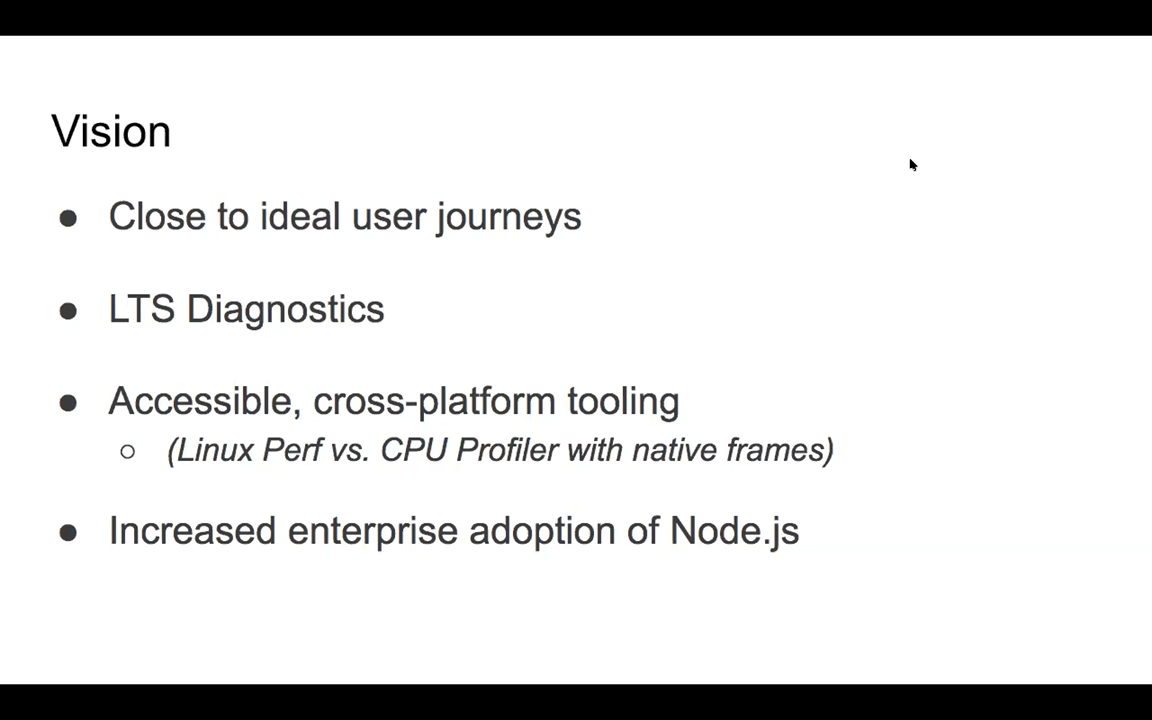 Vision
● Close to ideal user journeys
● LTS Diagnostics
● Accessible, cross-platform tooling
○ (Linux Perf vs. CPU Profiler with native frames)
● Increased enterprise adoption of Node.js